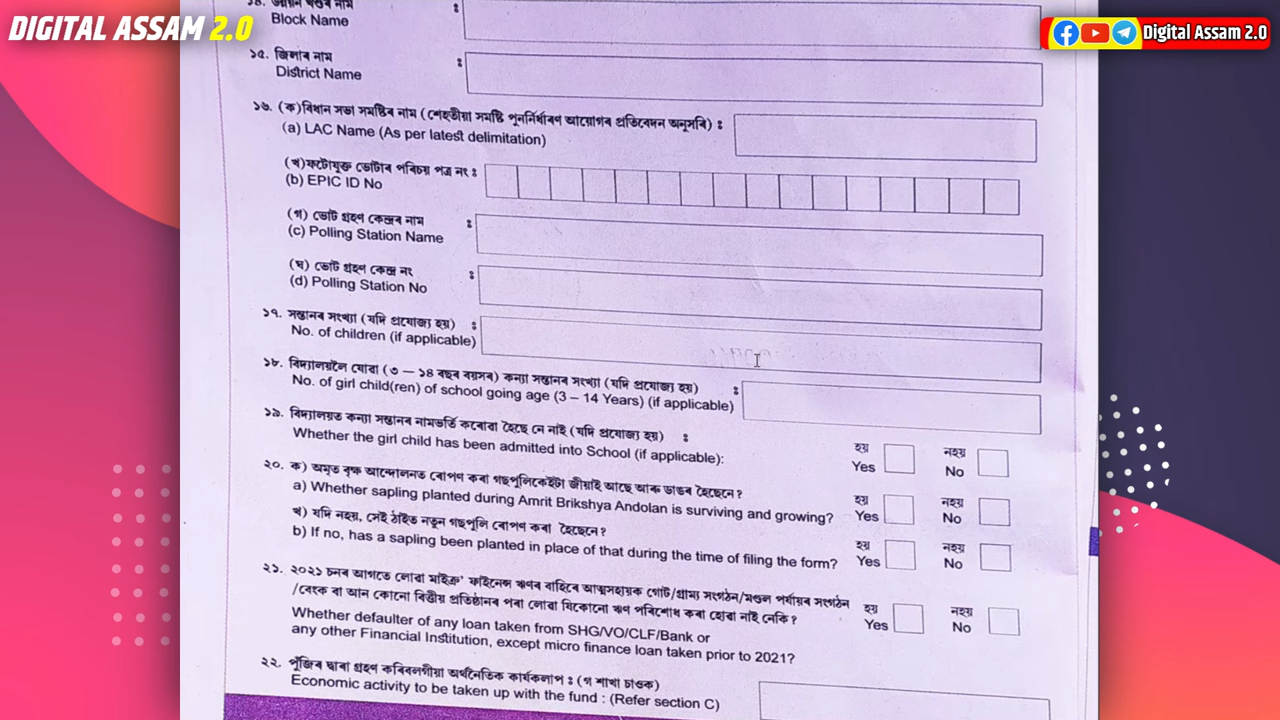 DIGITAL ASSAM 2.0
Digital Assam 2.0
Block Name :
১৫. জিলাৰ নাম :
District Name
১৬. (ক)বিধান সভা সমষ্টিৰ নাম (শেহতীয়া সমষ্টি পুনৰ্নিৰ্ধাৰণ আয়োগৰ প্ৰতিবেদন অনুসৰি) :
(a) LAC Name (As per latest delimitation)
(খ)ফটোযুক্ত ভোটাৰ পৰিচয় পত্ৰ নং :
(b) EPIC ID No
(গ) ভোট গ্ৰহণ কেন্দ্ৰৰ নাম :
(c) Polling Station Name
(ঘ) ভোট গ্ৰহণ কেন্দ্ৰ নং :
(d) Polling Station No
১৭. সন্তানৰ সংখ্যা (যদি প্ৰযোজ্য হয়) :
No. of children (if applicable)
১৮. বিদ্যালয়লৈ যোৱা (৩ – ১৪ বছৰ বয়সৰ) কন্যা সন্তানৰ সংখ্যা (যদি প্ৰযোজ্য হয়) :
No. of girl child(ren) of school going age (3 – 14 Years) (if applicable)
১৯. বিদ্যালয়ত কন্যা সন্তানৰ নামভৰ্তি কৰোৱা হৈছে নে নাই (যদি প্ৰযোজ্য হয়) : হয় নহয়
Whether the girl child has been admitted into School (if applicable): Yes No
২০. ক) অমৃত বৃক্ষ আন্দোলনত ৰোপণ কৰা গছপুলিকেইটা জীয়াই আছে আৰু ডাঙৰ হৈছেনে? হয় নহয়
a) Whether sapling planted during Amrit Brikshya Andolan is surviving and growing? Yes No
খ) যদি নহয়, সেই ঠাইত নতুন গছপুলি ৰোপণ কৰা হৈছেনে? হয় নহয়
b) If no, has a sapling been planted in place of that during the time of filing the form? Yes No
২১. ২০২১ চনৰ আগতে লোৱা মাইক্ৰ' ফাইনেন্স ঋণৰ বাহিৰে আত্মসহায়ক গোট/গ্ৰাম্য সংগঠন/মণ্ডল পৰ্যায়ৰ সংগঠন হয় নহয়
/বেংক বা আন কোনো বিত্তীয় প্ৰতিষ্ঠানৰ পৰা লোৱা যিকোনো ঋণ পৰিশোধ কৰা হোৱা নাই নেকি? Yes No
Whether defaulter of any loan taken from SHG/VO/CLF/Bank or
any other Financial Institution, except micro finance loan taken prior to 2021?
২২. পুঁজিৰ দ্বাৰা গ্ৰহণ কৰিবলগীয়া অৰ্থনৈতিক কাৰ্যকলাপ : (গ শাখা চাওক)
Economic activity to be taken up with the fund : (Refer section C)